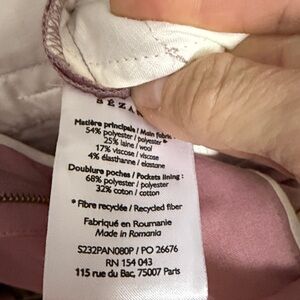 SÉZA
Matière principale / Main fabric :
54% polyester / polyester *
25% laine / wool
17% viscose / viscose
4% élasthanne / elastane
Doublure poches / Pockets lining :
68% polyester / polyester
32% coton / cotton
* Fibre recyclée / Recycled fiber
Fabriqué en Roumanie
Made in Romania
S232PAN080P / PO 26676
RN 154 043
115 rue du Bac, 75007 Paris